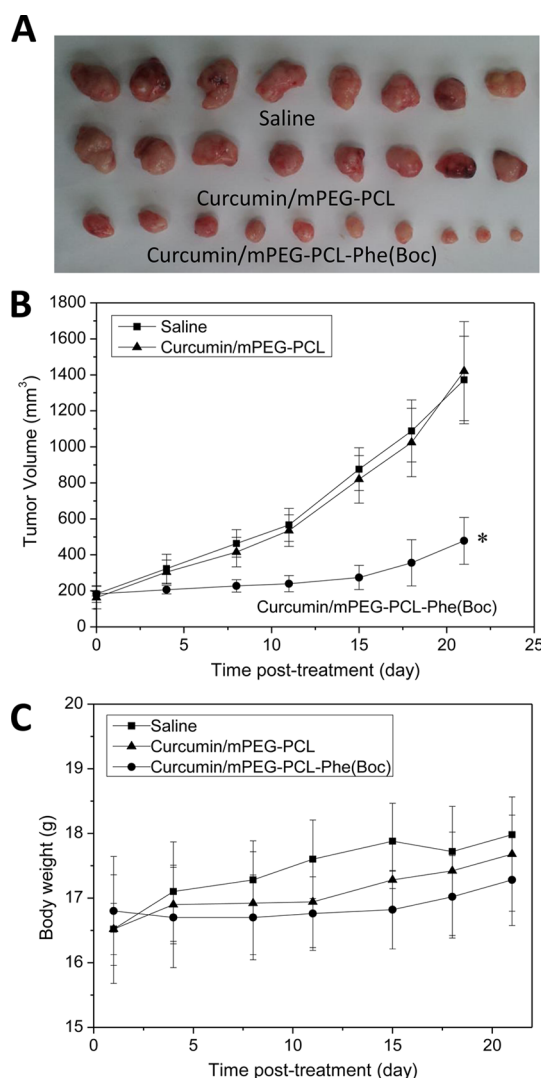 A
Saline
Curcumin/mPEG-PCL
Curcumin/mPEG-PCL-Phe(Boc)
B
1800
1600
1400
1200
1000
800
600
400
200
0
Tumor Volume (mm³)
Saline
Curcumin/mPEG-PCL
*
Curcumin/mPEG-PCL-Phe(Boc)
0 5 10 15 20 25
Time post-treatment (day)
C
20
19
18
17
16
15
Body weight (g)
Saline
Curcumin/mPEG-PCL
Curcumin/mPEG-PCL-Phe(Boc)
0 5 10 15 20
Time post-treatment (day)